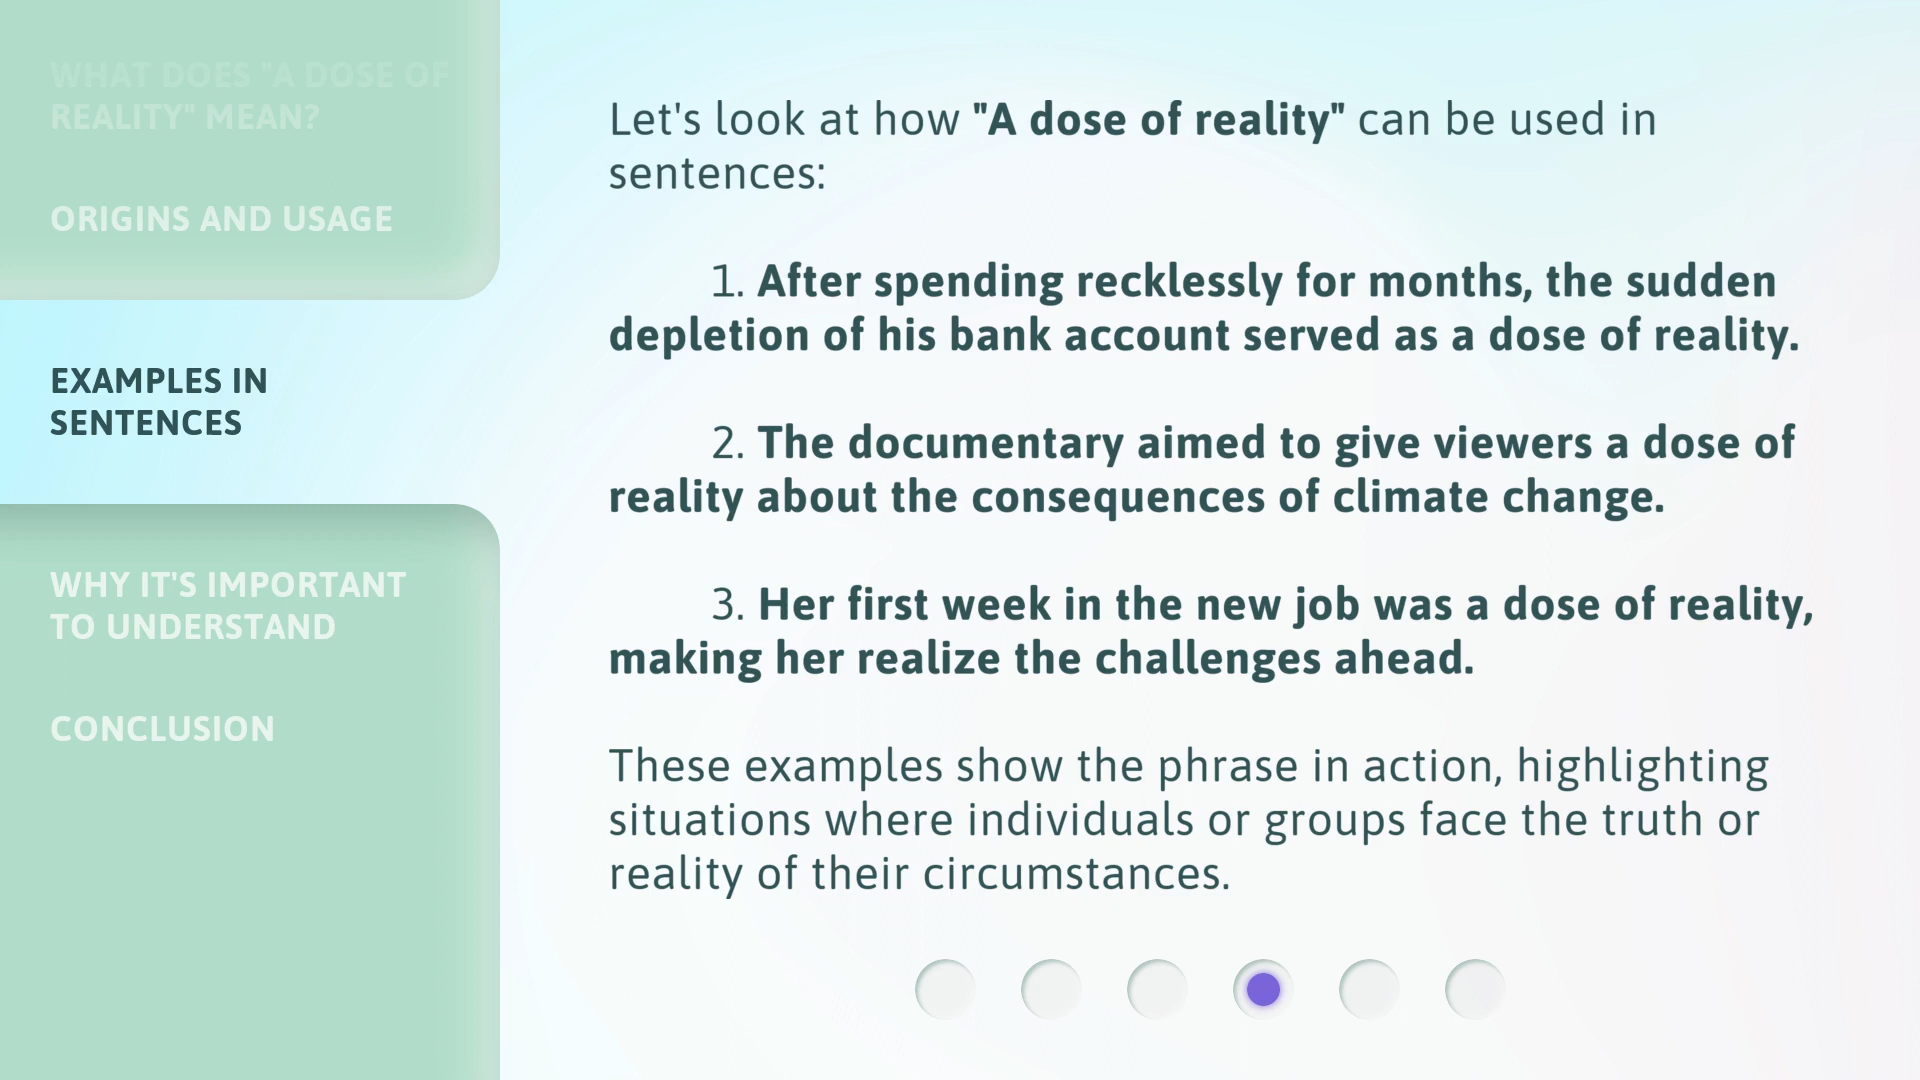 WHAT DOES "A DOSE OF
REALITY" MEAN?
ORIGINS AND USAGE
EXAMPLES IN
SENTENCES
WHY IT'S IMPORTANT
TO UNDERSTAND
CONCLUSION
Let's look at how "A dose of reality" can be used in
sentences:
1. After spending recklessly for months, the sudden
depletion of his bank account served as a dose of reality.
2. The documentary aimed to give viewers a dose of
reality about the consequences of climate change.
3. Her first week in the new job was a dose of reality,
making her realize the challenges ahead.
These examples show the phrase in action, highlighting
situations where individuals or groups face the truth or
reality of their circumstances.